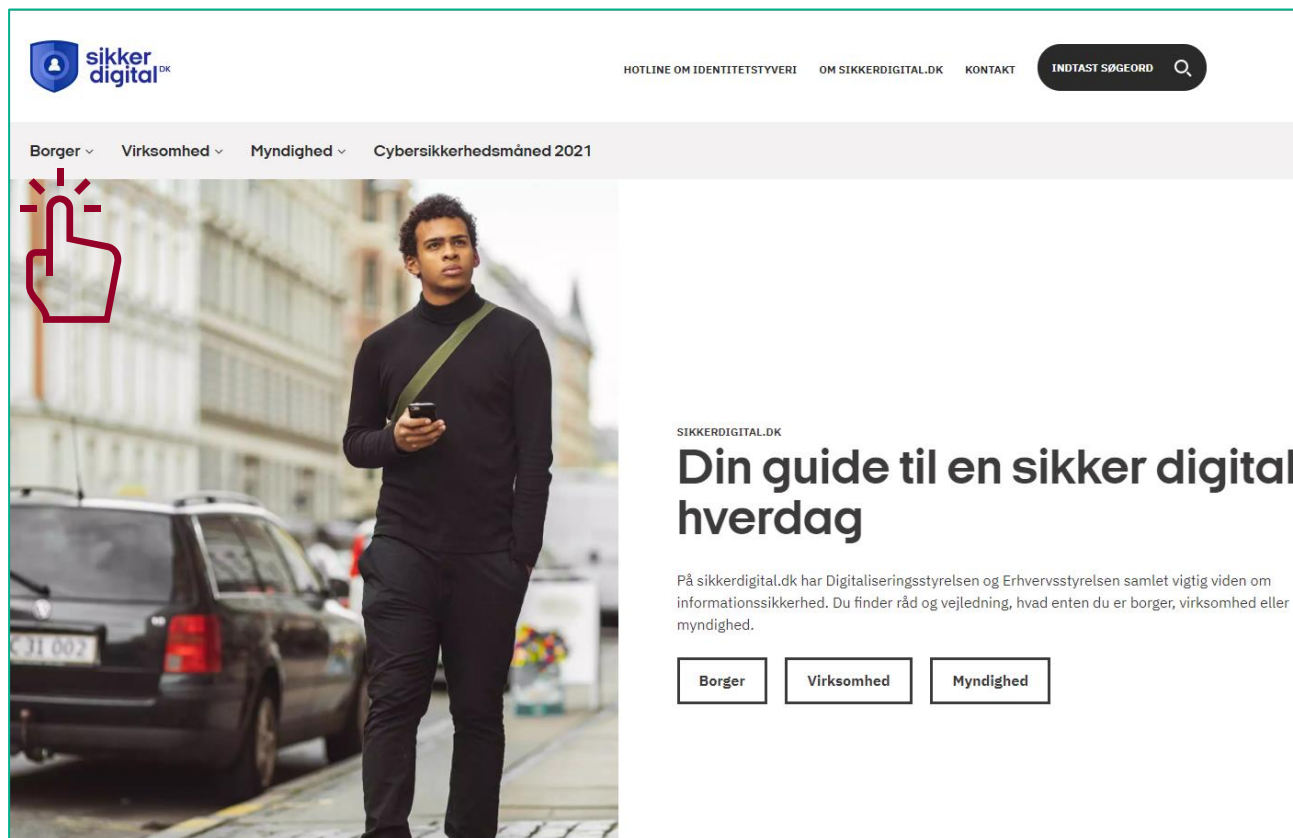 sikker
digital DK
HOTLINE OM IDENTITETSTYVERI OM SIKKERDIGITAL.DK KONTAKT INDTAST SØGEORD
Borger Virksomhed Myndighed Cybersikkerhedsmåned 2021
SIKKERDIGITAL.DK
Din guide til en sikker digital
hverdag
På sikkerdigital.dk har Digitaliseringsstyrelsen og Erhvervsstyrelsen samlet vigtig viden om
informationssikkerhed. Du finder råd og vejledning, hvad enten du er borger, virksomhed eller
myndighed.
31 002
Borger Virksomhed Myndighed